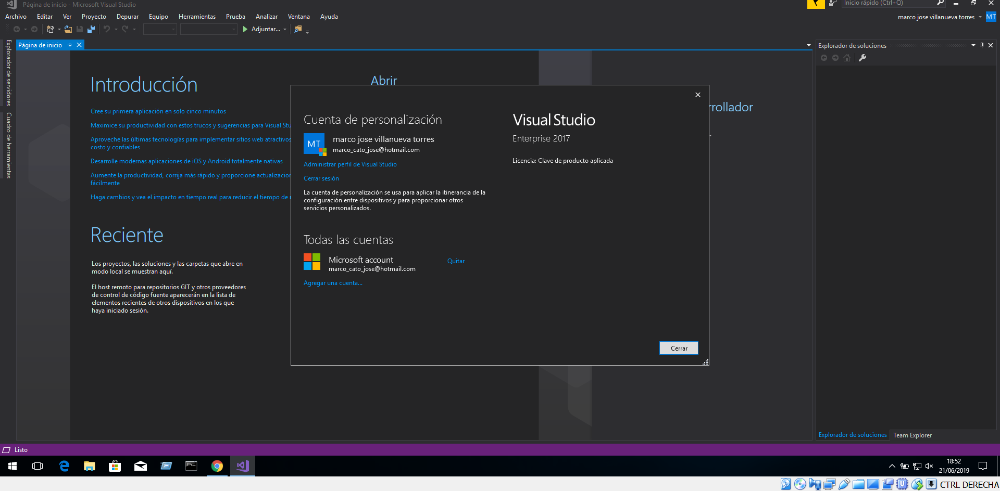 Página de inicio - Microsoft Visual Studio
Inicio rápido (Ctrl+Q)
Archivo Editar Ver Proyecto Depurar Equipo Herramientas Prueba Analizar Ventana Ayuda
marco jose villanueva torres MT
Adjuntar...
Explorador de servidores
Cuadro de herramientas
Página de inicio
Introducción
Cree su primera aplicación en solo cinco minutos
Maximice su productividad con estos trucos y sugerencias para Visual Stu
Aproveche las últimas tecnologías para implementar sitios web atractivos
costo y confiables
Desarrolle modernas aplicaciones de iOS y Android totalmente nativas
Aumente la productividad, corrija más rápido y proporcione actualizacion
fácilmente
Haga cambios y vea el impacto en tiempo real para reducir el tiempo de
Reciente
Los proyectos, las soluciones y las carpetas que abre en
modo local se muestran aquí.
El host remoto para repositorios GIT y otros proveedores
de control de código fuente aparecerán en la lista de
elementos recientes de otros dispositivos en los que
haya iniciado sesión.
Abrir
rrollador
Cuenta de personalización
MT
marco jose villanueva torres
marco_cato_jose@hotmail.com
Administrar perfil de Visual Studio
Cerrar sesión
La cuenta de personalización se usa para aplicar la itinerancia de la
configuración entre dispositivos y para proporcionar otros
servicios personalizados.
Todas las cuentas
Microsoft account
marco_cato_jose@hotmail.com
Quitar
Agregar una cuenta...
Visual Studio
Enterprise 2017
Licencia: Clave de producto aplicada
Cerrar
Explorador de soluciones
Explorador de soluciones Team Explorer
Listo
18:52
21/06/2019
CTRL DERECHA